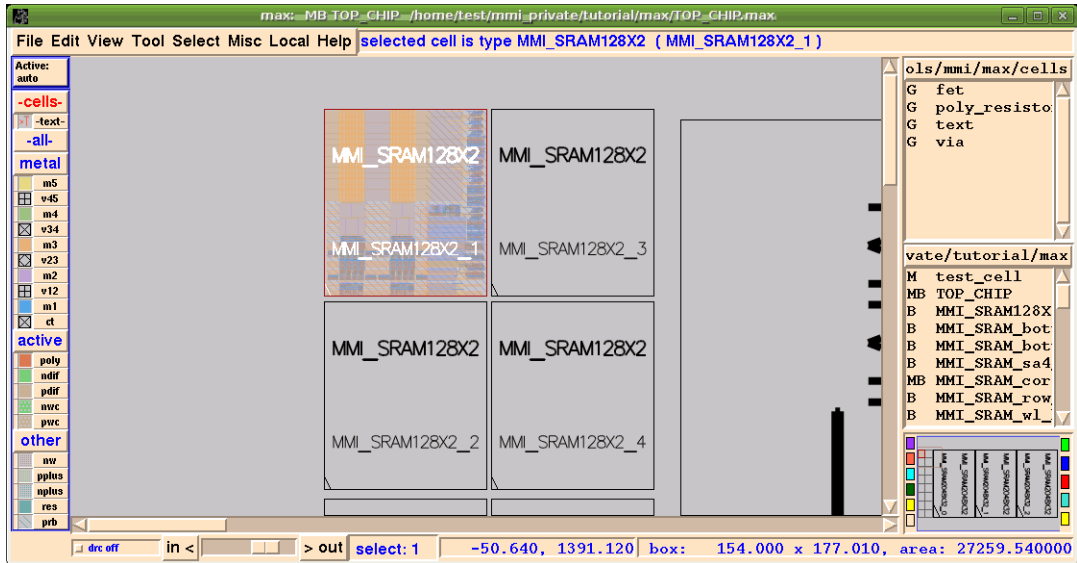 max: MB TOP_CHIP /home/test/mmi_private/tutorial/max/TOP_CHIP.max
File Edit View Tool Select Misc Local Help selected cell is type MMI_SRAM128X2 ( MMI_SRAM128X2_1 )
Active:
auto
-cells-
-text-
-all-
metal
m5
v45
m4
v34
m3
v23
m2
v12
m1
ct
active
poly
ndif
pdif
nwc
pwc
other
nw
pplus
nplus
res
prb
MMI_SRAM128X2 MMI_SRAM128X2
MMI_SRAM128X2_1 MMI_SRAM128X2_3
MMI_SRAM128X2 MMI_SRAM128X2
MMI_SRAM128X2_2 MMI_SRAM128X2_4
ols/mmi/max/cells
G fet
G poly_resisto
G text
G via
vate/tutorial/max
M test_cell
MB TOP_CHIP
B MMI_SRAM128X
B MMI_SRAM_bot
B MMI_SRAM_bot
B MMI_SRAM_sa4
MB MMI_SRAM_cor
B MMI_SRAM_row
B MMI_SRAM_wl_
drc off in < > out select: 1 -50.640, 1391.120 box: 154.000 x 177.010, area: 27259.540000